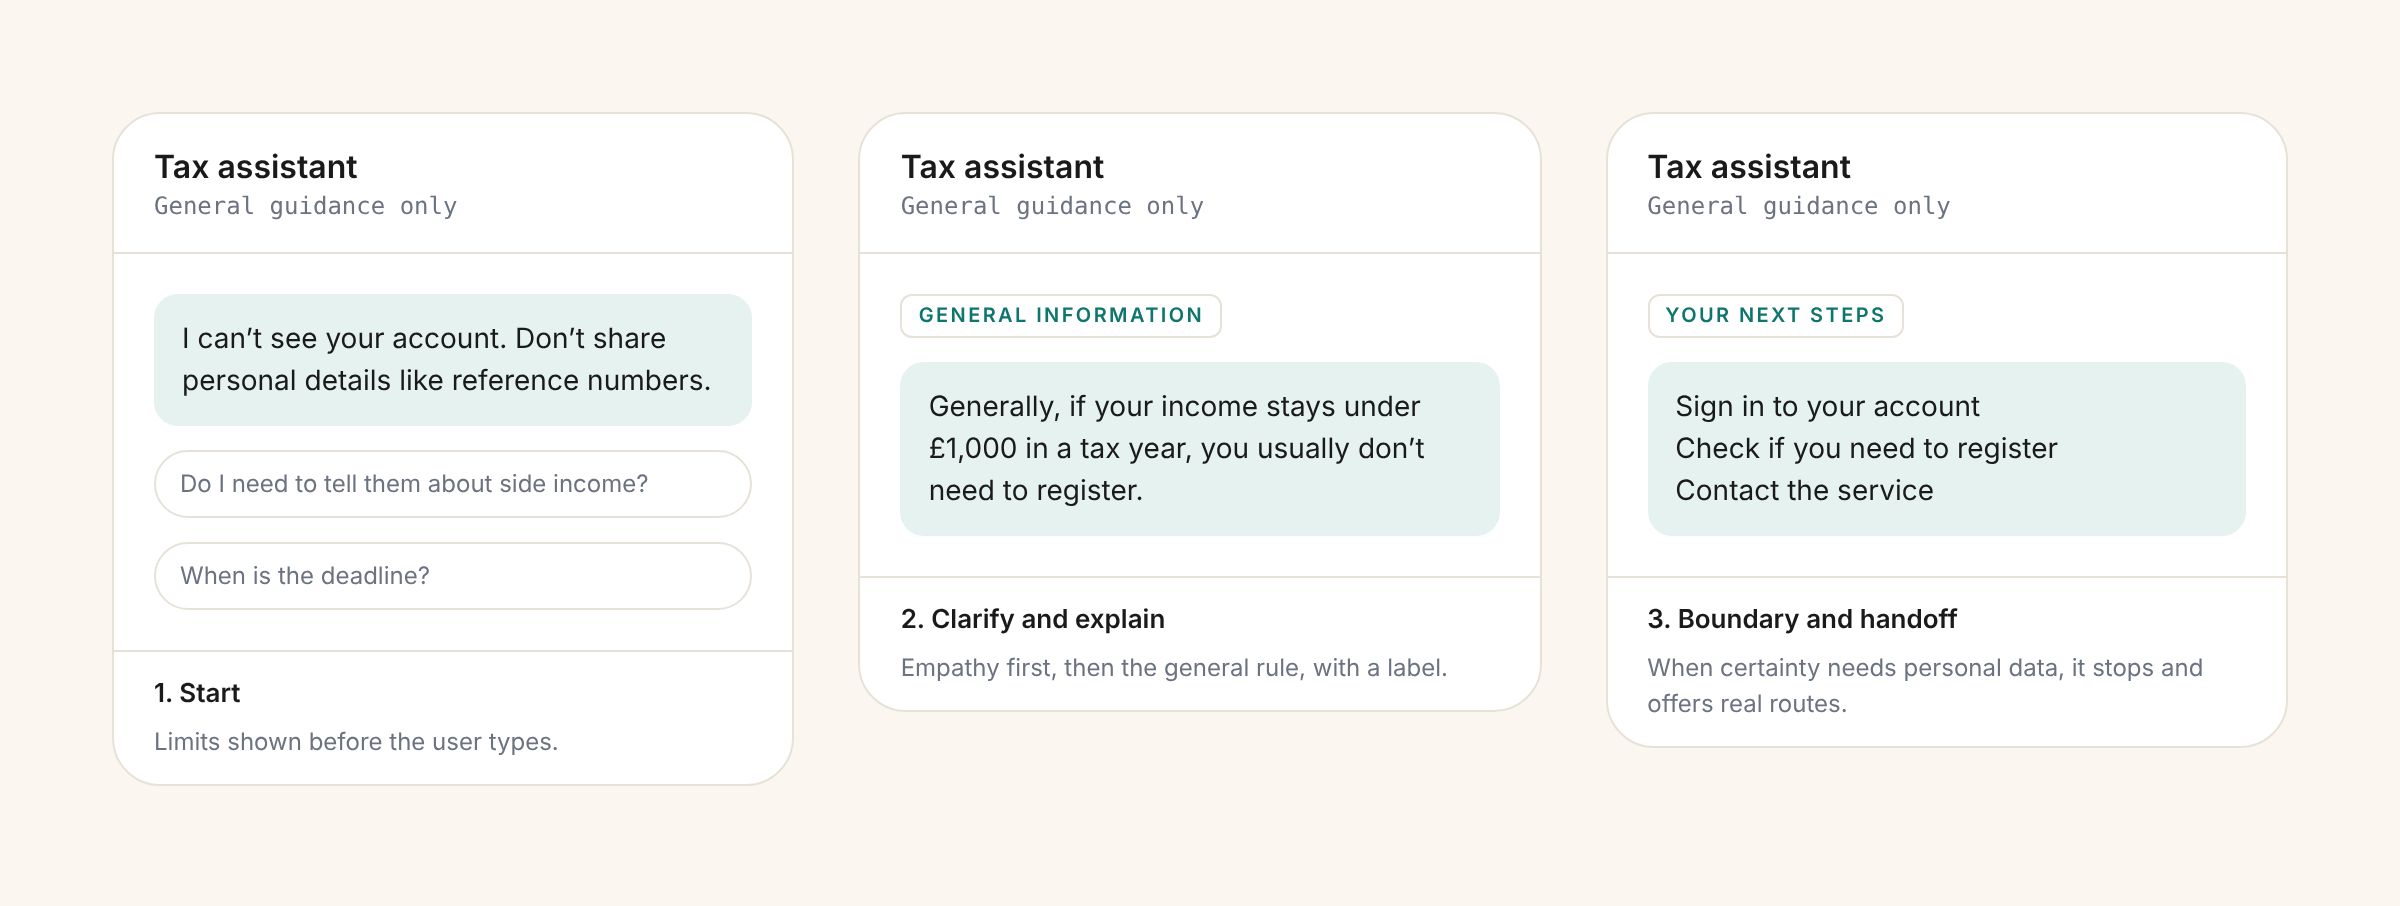 Tax assistant
General guidance only
I can’t see your account. Don’t share
personal details like reference numbers.
Do I need to tell them about side income?
When is the deadline?
1. Start
Limits shown before the user types.
Tax assistant
General guidance only
GENERAL INFORMATION
Generally, if your income stays under
£1,000 in a tax year, you usually don’t
need to register.
2. Clarify and explain
Empathy first, then the general rule, with a label.
Tax assistant
General guidance only
YOUR NEXT STEPS
Sign in to your account
Check if you need to register
Contact the service
3. Boundary and handoff
When certainty needs personal data, it stops and
offers real routes.